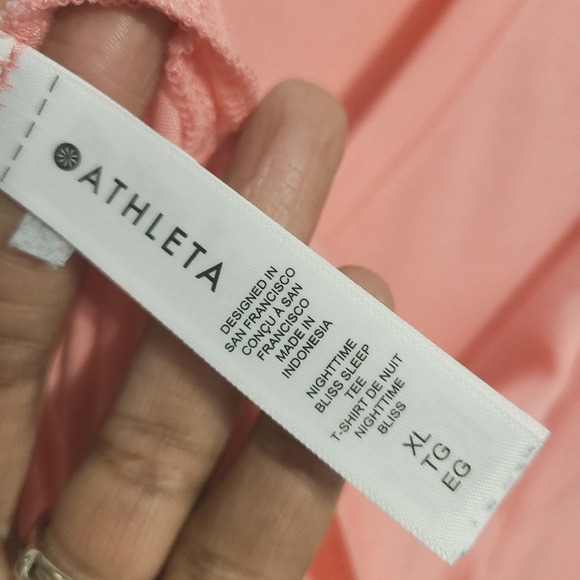 ATHLETA
DESIGNED IN
SAN FRANCISCO
CONÇU À SAN
FRANCISCO
MADE IN
INDONESIA
NIGHTTIME
BLISS SLEEP
TEE
T-SHIRT DE NUIT
NIGHTTIME
BLISS
XL
TG
EG